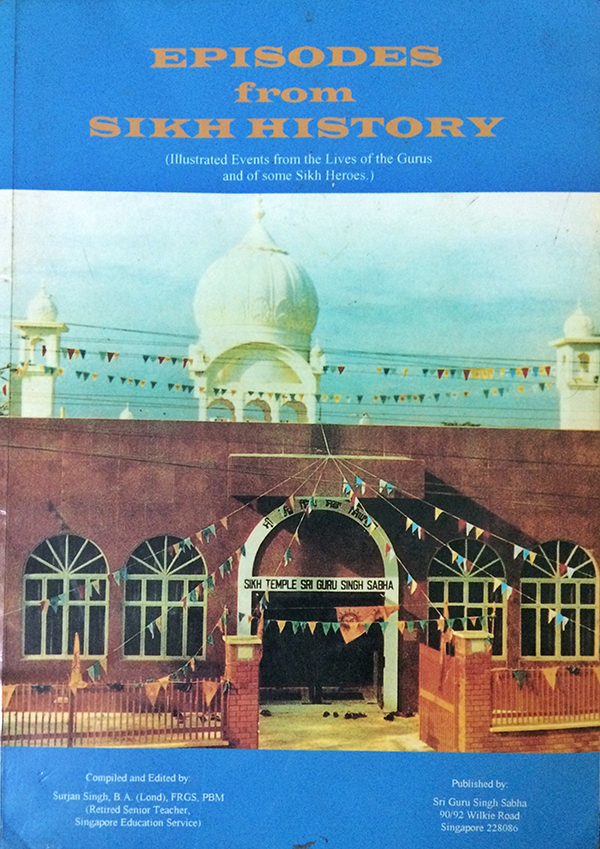 EPISODES
from
SIKH HISTORY
(Illustrated Events from the Lives of the Gurus
and of some Sikh Heroes.)
SIKH TEMPLE SRI GURU SINGH SABHA
Compiled and Edited by:
Surjan Singh, B.A. (Lond), FRGS, PBM
(Retired Senior Teacher,
Singapore Education Service)
Published by:
Sri Guru Singh Sabha
90/92 Wilkie Road
Singapore 228086